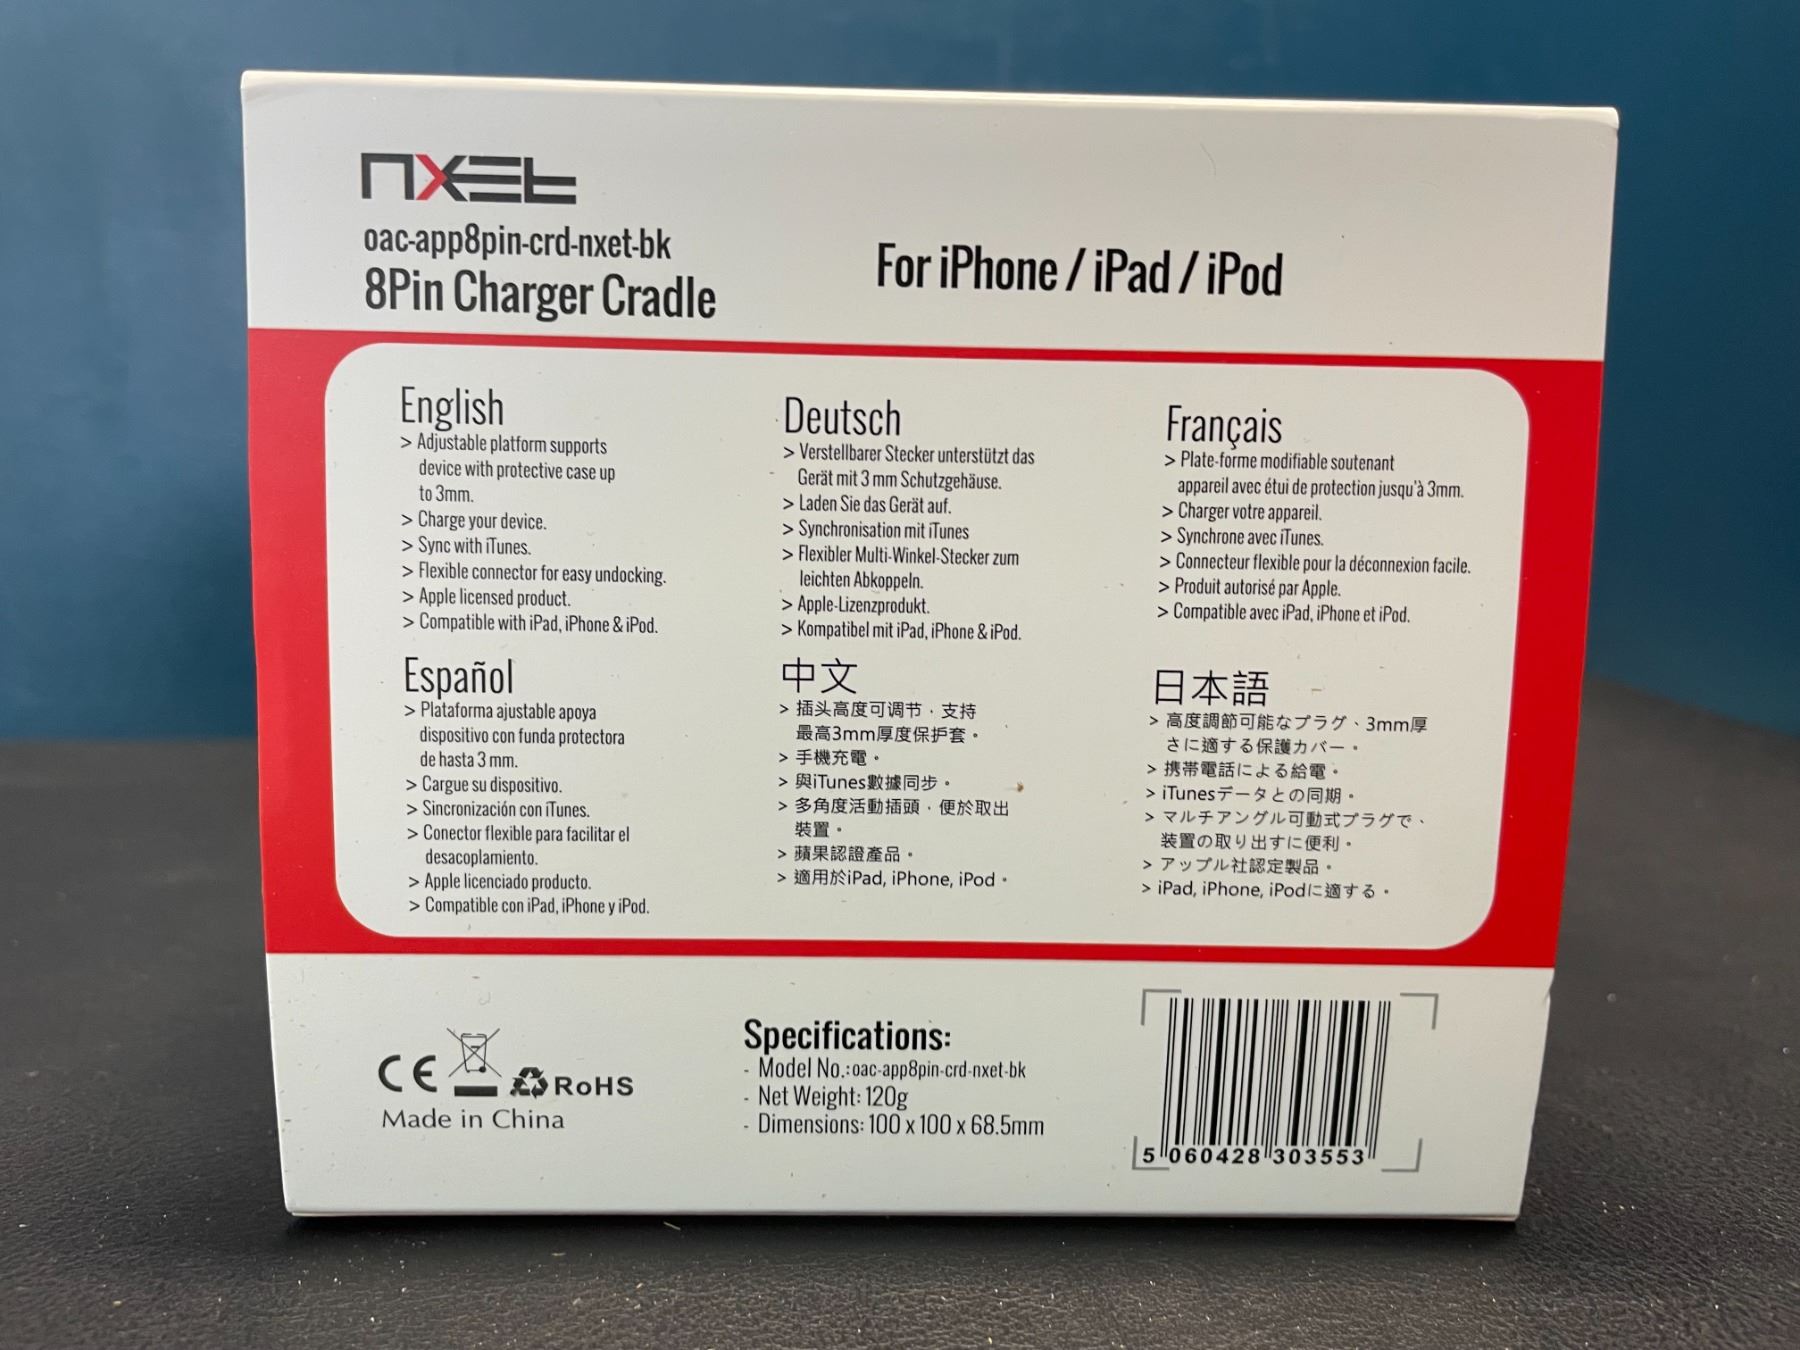 nxet
oac-app8pin-crd-nxet-bk
8Pin Charger Cradle
For iPhone / iPad / iPod
English
> Adjustable platform supports
device with protective case up
to 3mm.
> Charge your device.
> Sync with iTunes.
> Flexible connector for easy undocking.
> Apple licensed product.
> Compatible with iPad, iPhone & iPod.
Deutsch
> Verstellbarer Stecker unterstützt das
Gerät mit 3 mm Schutzgehäuse.
> Laden Sie das Gerät auf.
> Synchronisation mit iTunes
> Flexibler Multi-Winkel-Stecker zum
leichten Abkoppeln.
> Apple-Lizenzprodukt.
> Kompatibel mit iPad, iPhone & iPod.
Français
> Plate-forme modifiable soutenant
appareil avec étui de protection jusqu'à 3mm.
> Charger votre appareil.
> Synchrone avec iTunes.
> Connecteur flexible pour la déconnexion facile.
> Produit autorisé par Apple.
> Compatible avec iPad, iPhone et iPod.
Español
> Plataforma ajustable apoya
dispositivo con funda protectora
de hasta 3 mm.
> Cargue su dispositivo.
> Sincronización con iTunes.
> Conector flexible para facilitar el
desacoplamiento.
> Apple licenciado producto.
> Compatible con iPad, iPhone y iPod.
中文
> 插头高度可调节，支持
最高3mm厚度保护套。
> 手機充電。
> 與iTunes數據同步。
> 多角度活動插頭，便於取出
裝置。
> 蘋果認證產品。
> 適用於iPad, iPhone, iPod。
日本語
> 高度調節可能なプラグ、3mm厚
さに適する保護カバー。
> 携帯電話による給電。
> iTunesデータとの同期。
> マルチアングル可動式プラグで、
装置の取り出すに便利。
> アップル社認定製品。
> iPad, iPhone, iPodに適する。
CE RoHS
Made in China
Specifications:
- Model No.: oac-app8pin-crd-nxet-bk
- Net Weight: 120g
- Dimensions: 100 x 100 x 68.5mm
5 060428 303553